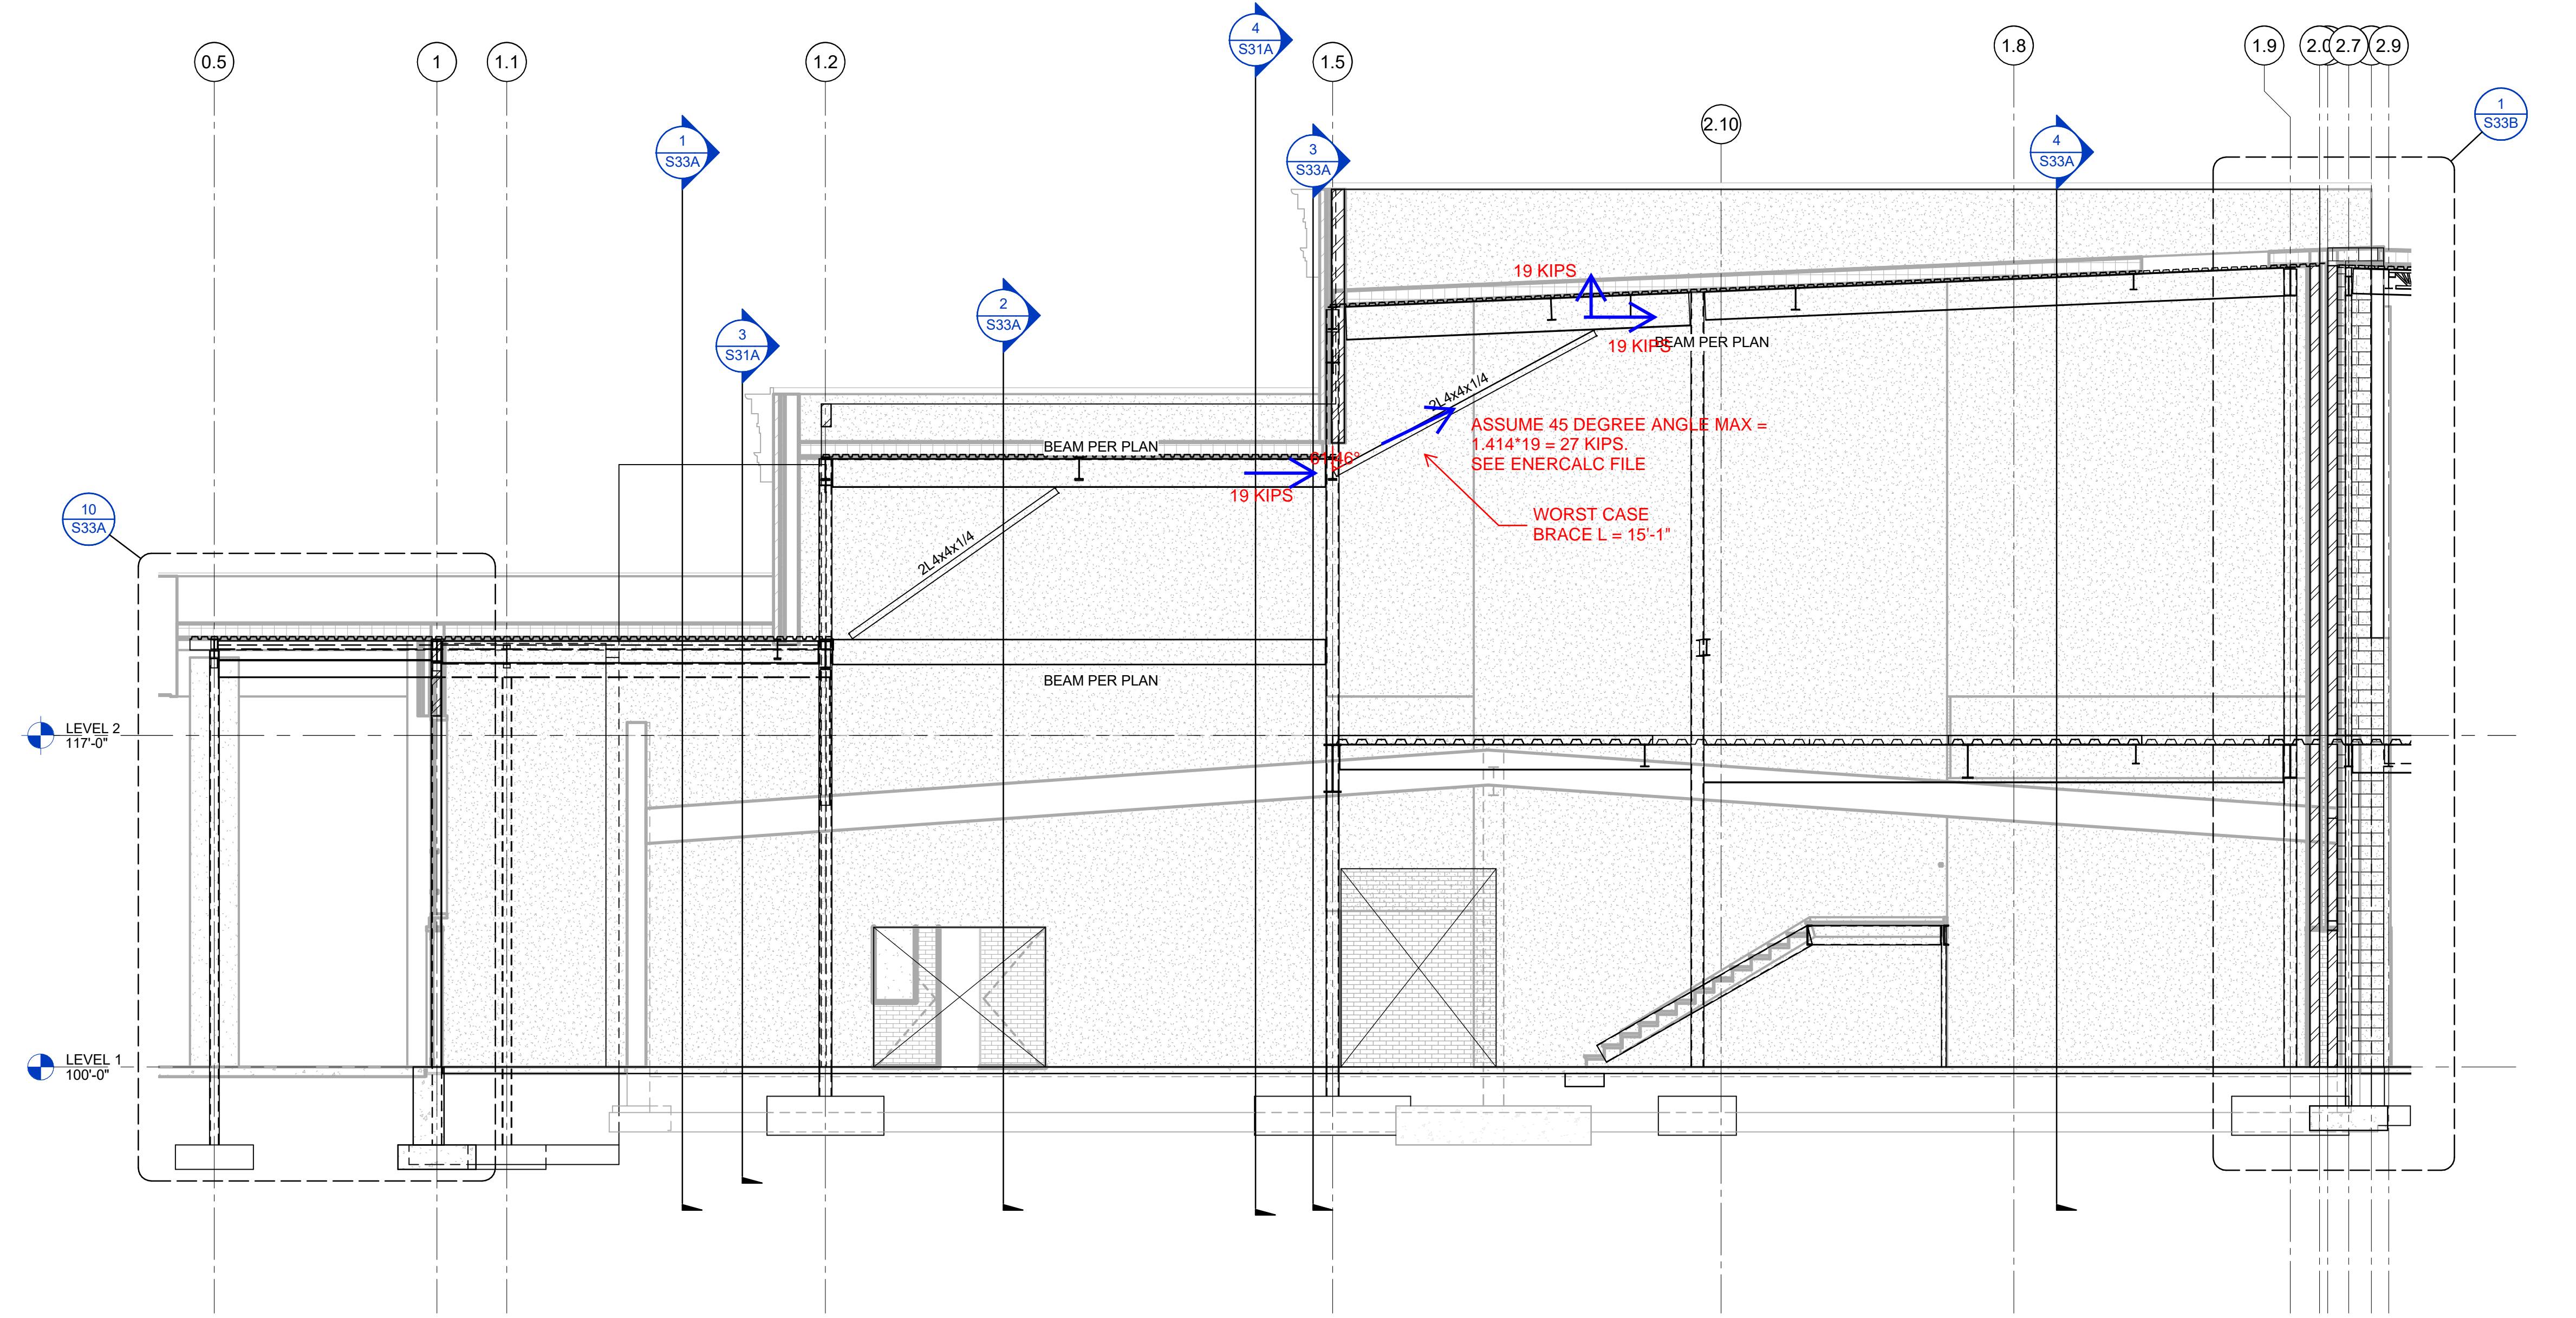 4
S31A
0.5
1
1.1
1.2
1.5
1.8
1.9
2.0
2.7
2.9
2.10
1
S33B
1
S33A
3
S33A
4
S33A
2
S33A
3
S31A
19 KIPS
19 KIPS
BEAM PER PLAN
2L4x4x1/4
ASSUME 45 DEGREE ANGLE MAX =
1.414*19 = 27 KIPS.
SEE ENERCALC FILE
BEAM PER PLAN
19 KIPS
WORST CASE
BRACE L = 15'-1"
10
S33A
2L4x4x1/4
BEAM PER PLAN
LEVEL 2
117'-0"
LEVEL 1
100'-0"